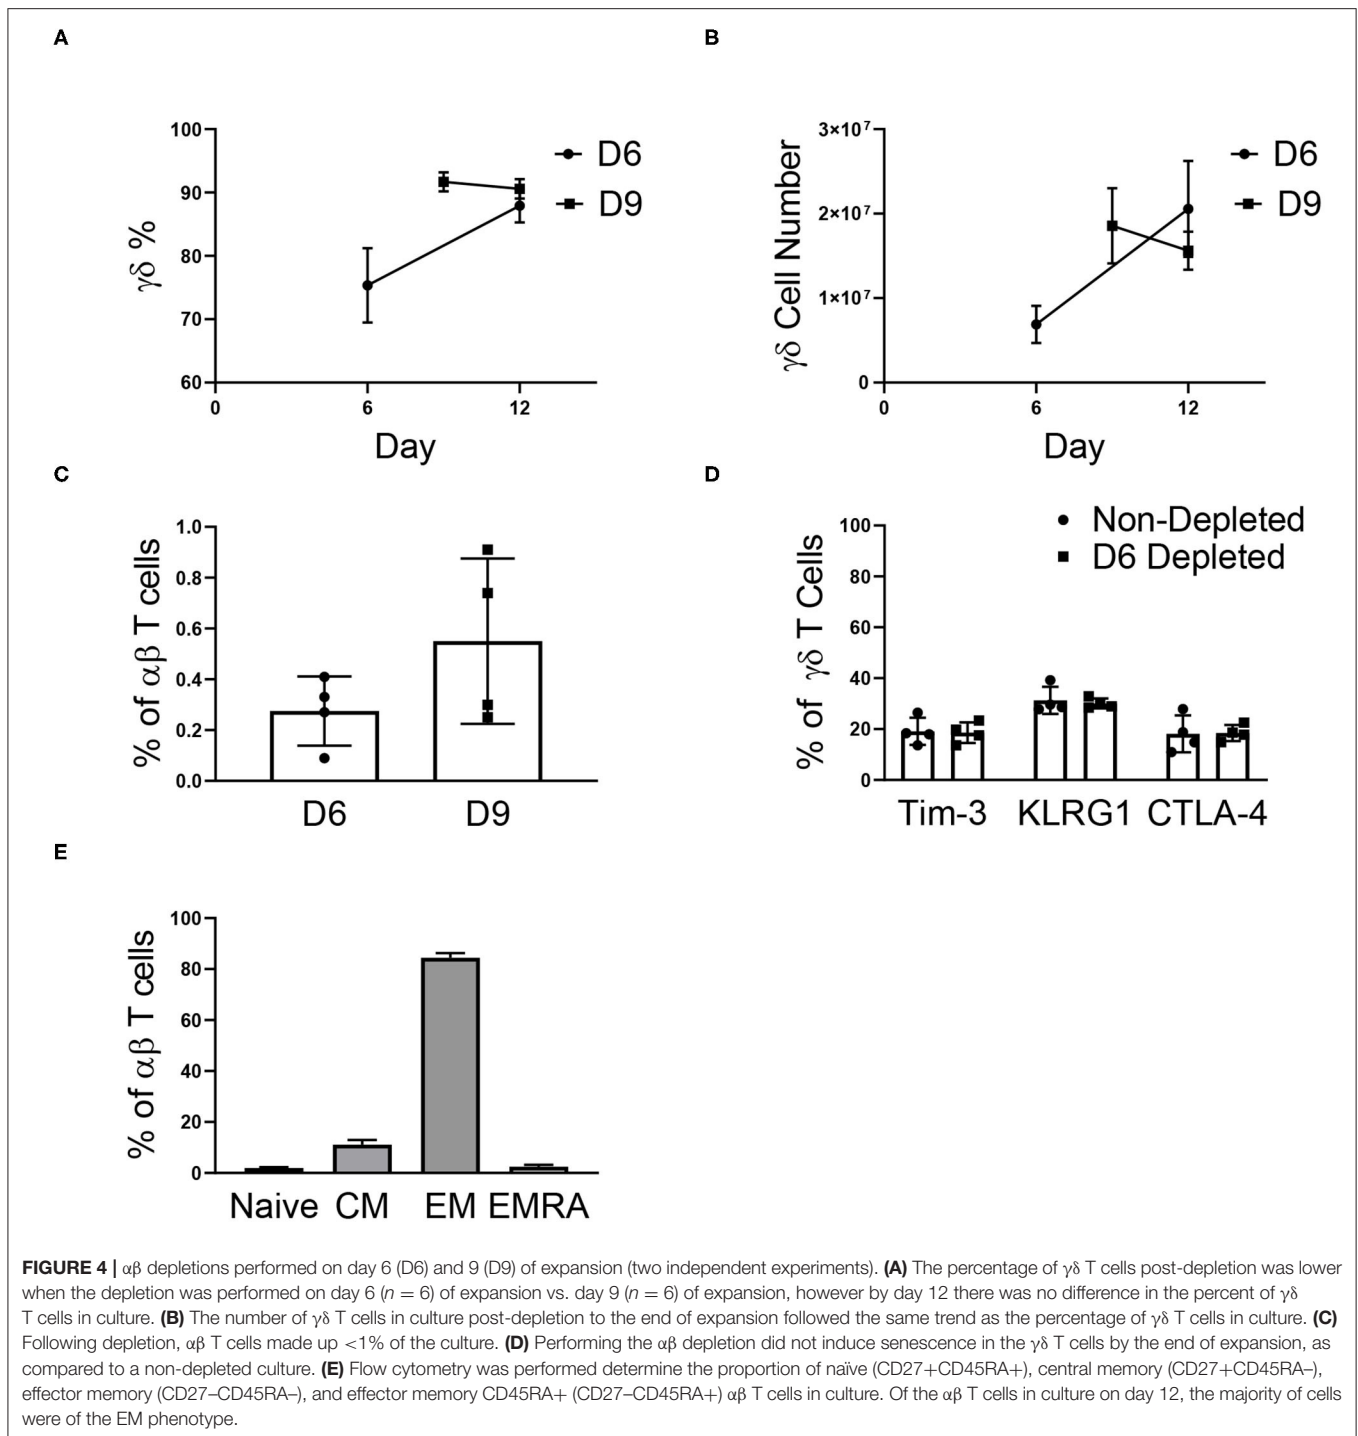 A
100
90
80
70
60
γδ %
0
6
12
Day
D6
D9
B
3×10⁷
2×10⁷
1×10⁷
0
γδ Cell Number
0
6
12
Day
D6
D9
C
1.0
0.8
0.6
0.4
0.2
0.0
% of αβ T cells
D6
D9
D
100
80
60
40
20
0
% of γδ T Cells
Non-Depleted
D6 Depleted
Tim-3 KLRG1 CTLA-4
E
100
80
60
40
20
0
% of αβ T cells
Naive CM EM EMRA
FIGURE 4 | αβ depletions performed on day 6 (D6) and 9 (D9) of expansion (two independent experiments). (A) The percentage of γδ T cells post-depletion was lower
when the depletion was performed on day 6 (n = 6) of expansion vs. day 9 (n = 6) of expansion, however by day 12 there was no difference in the percent of γδ
T cells in culture. (B) The number of γδ T cells in culture post-depletion to the end of expansion followed the same trend as the percentage of γδ T cells in culture. (C)
Following depletion, αβ T cells made up <1% of the culture. (D) Performing the αβ depletion did not induce senescence in the γδ T cells by the end of expansion, as
compared to a non-depleted culture. (E) Flow cytometry was performed determine the proportion of naïve (CD27+CD45RA+), central memory (CD27+CD45RA–),
effector memory (CD27–CD45RA–), and effector memory CD45RA+ (CD27–CD45RA+) αβ T cells in culture. Of the αβ T cells in culture on day 12, the majority of cells
were of the EM phenotype.